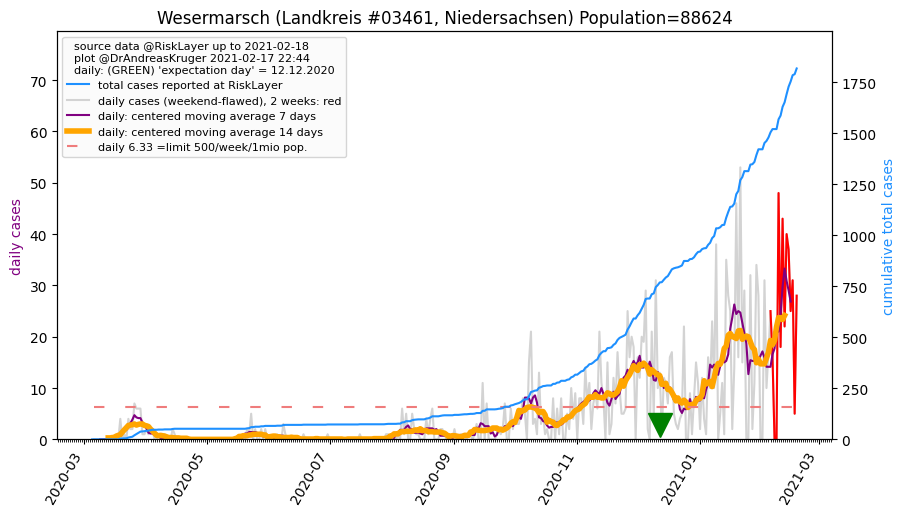 Wesermarsch (Landkreis #03461, Niedersachsen) Population=88624
source data @RiskLayer up to 2021-02-18
plot @DrAndreasKruger 2021-02-17 22:44
daily: (GREEN) 'expectation day' = 12.12.2020
total cases reported at RiskLayer
daily cases (weekend-flawed), 2 weeks: red
daily: centered moving average 7 days
daily: centered moving average 14 days
daily 6.33 =limit 500/week/1mio pop.
daily cases
70
60
50
40
30
20
10
0
cumulative total cases
1750
1500
1250
1000
750
500
250
0
2020-03
2020-05
2020-07
2020-09
2020-11
2021-01
2021-03